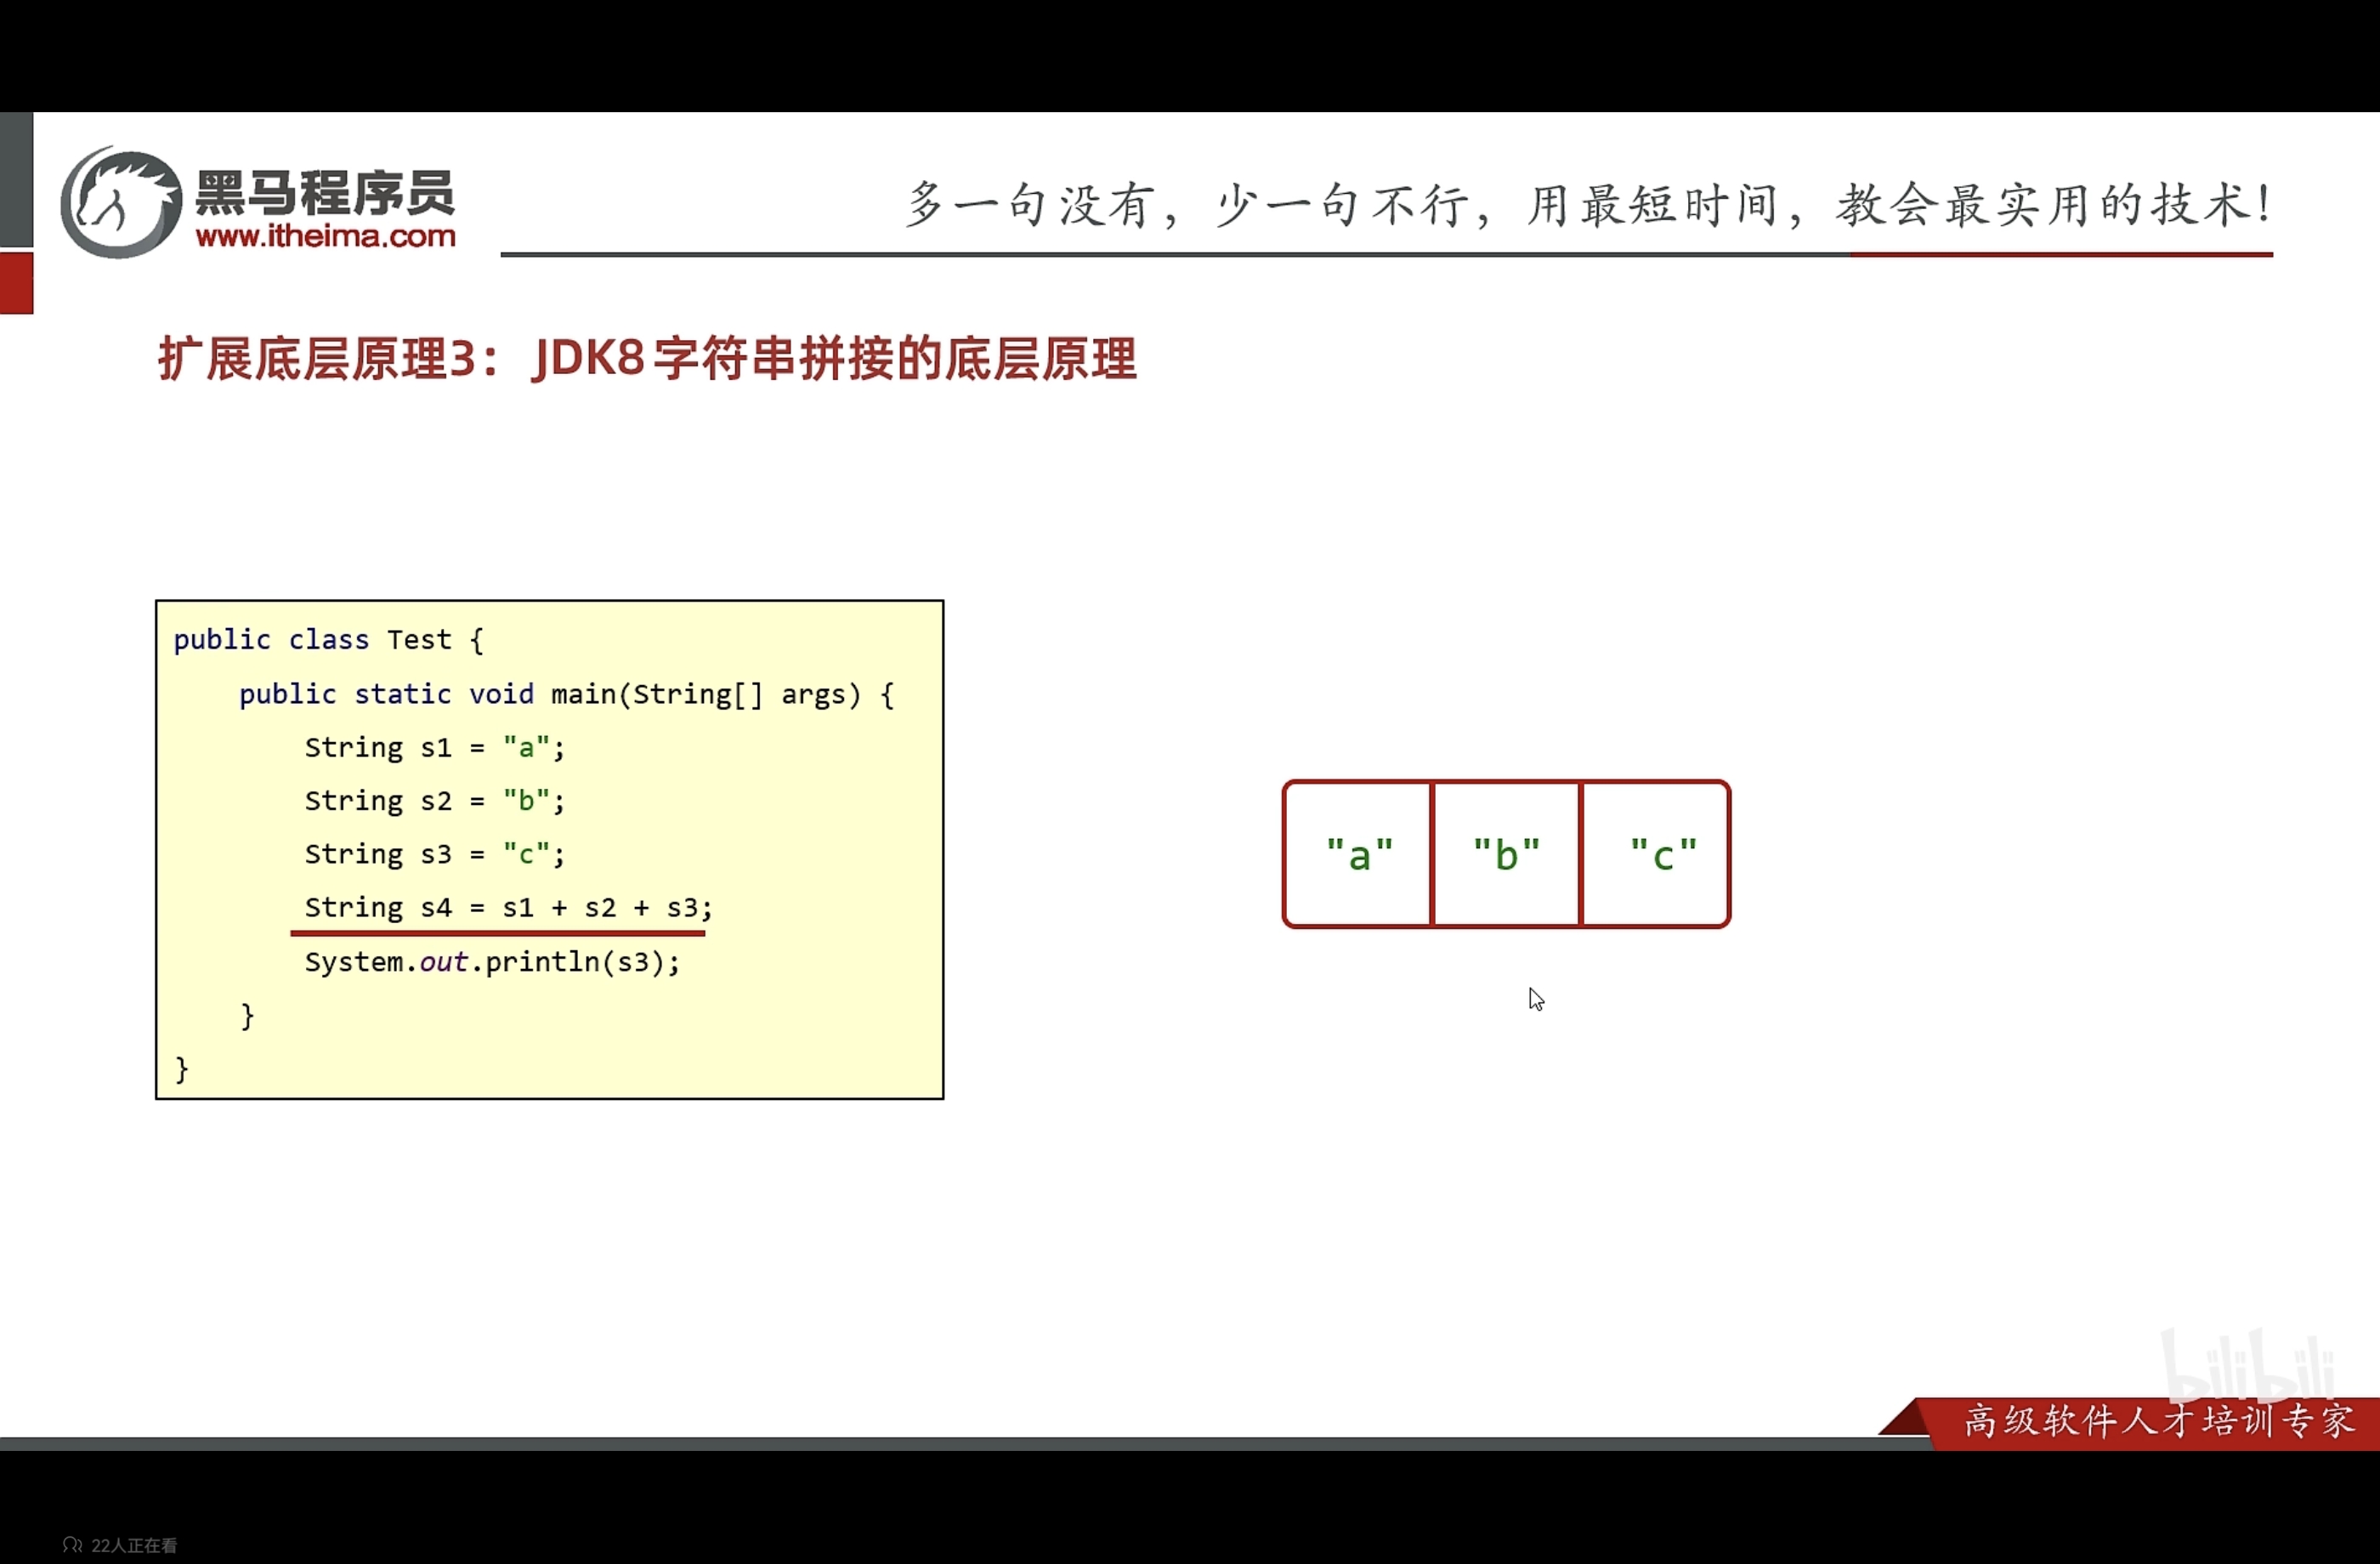 黑马程序员
www.itheima.com
多一句没有，少一句不行，用最短时间，教会最实用的技术！
扩展底层原理3：JDK8字符串拼接的底层原理
public class Test {
public static void main(String[] args) {
String s1 = "a";
String s2 = "b";
String s3 = "c";
String s4 = s1 + s2 + s3;
System.out.println(s3);
}
}
"a" "b" "c"
bilibili
高级软件人才培训专家
22人正在看